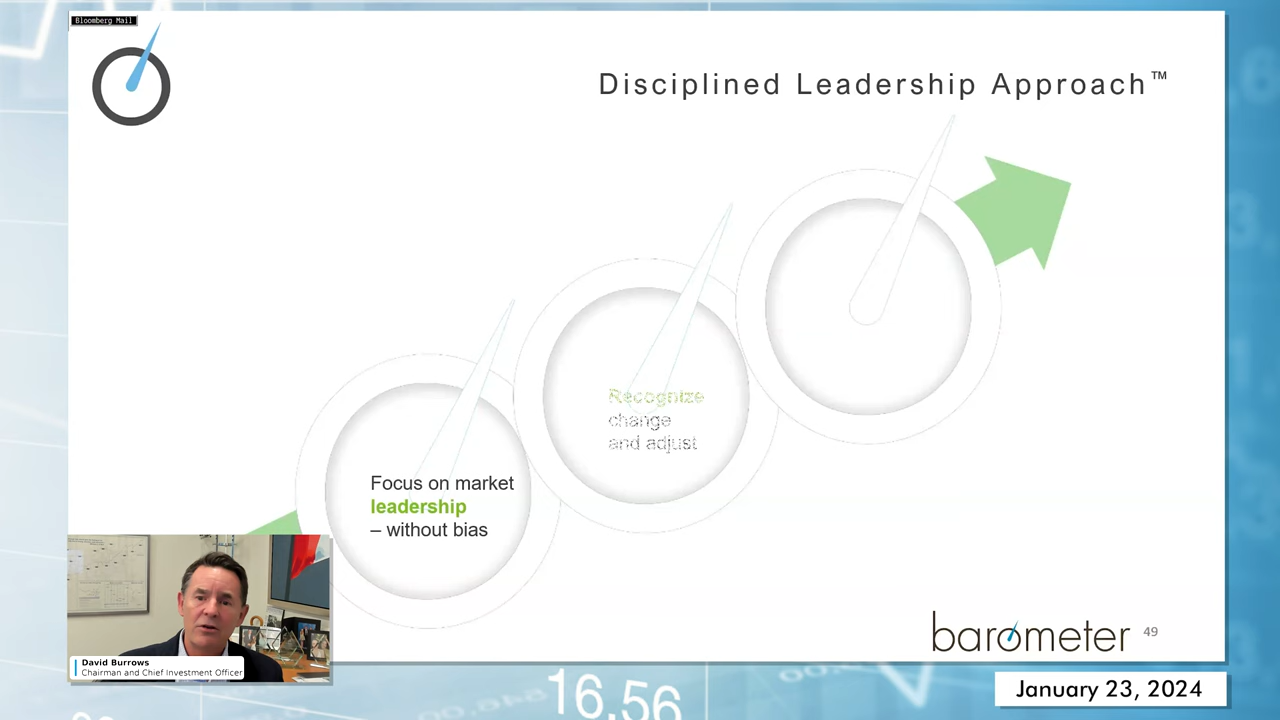 Bloomberg Mail
Disciplined Leadership Approach™
Recognize
change
and adjust
Focus on market
leadership
– without bias
David Burrows
Chairman and Chief Investment Officer
barometer
49
January 23, 2024
16,56